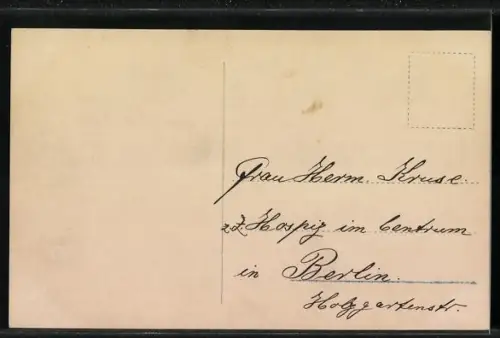 Frau Herm. Kruse.
z. Z. Hospiz im Centrum
in Berlin.
Holzgartenstr.